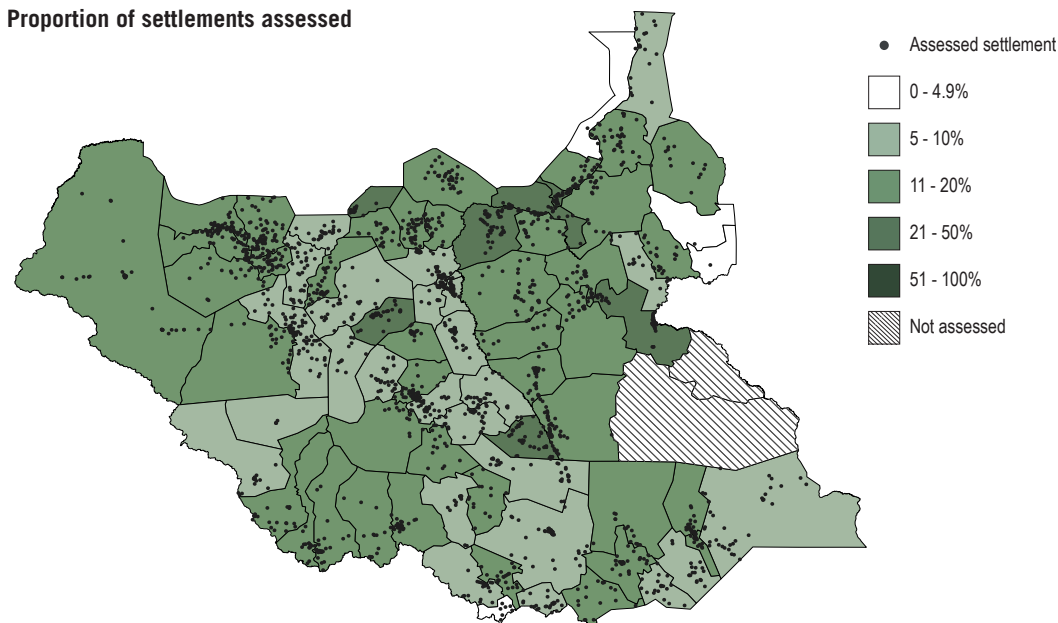 Proportion of settlements assessed
Assessed settlement
0 - 4.9%
5 - 10%
11 - 20%
21 - 50%
51 - 100%
Not assessed